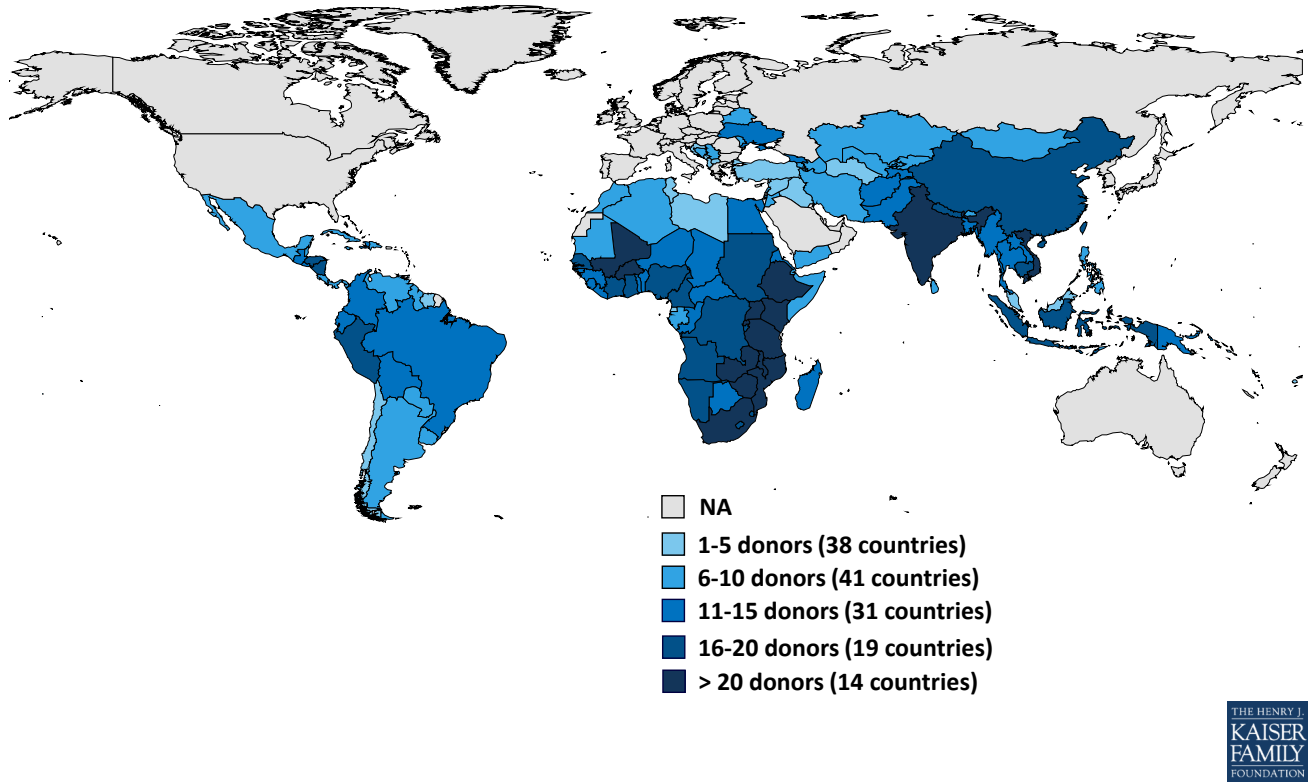 NA
1-5 donors (38 countries)
6-10 donors (41 countries)
11-15 donors (31 countries)
16-20 donors (19 countries)
> 20 donors (14 countries)
THE HENRY J.
KAISER
FAMILY
FOUNDATION